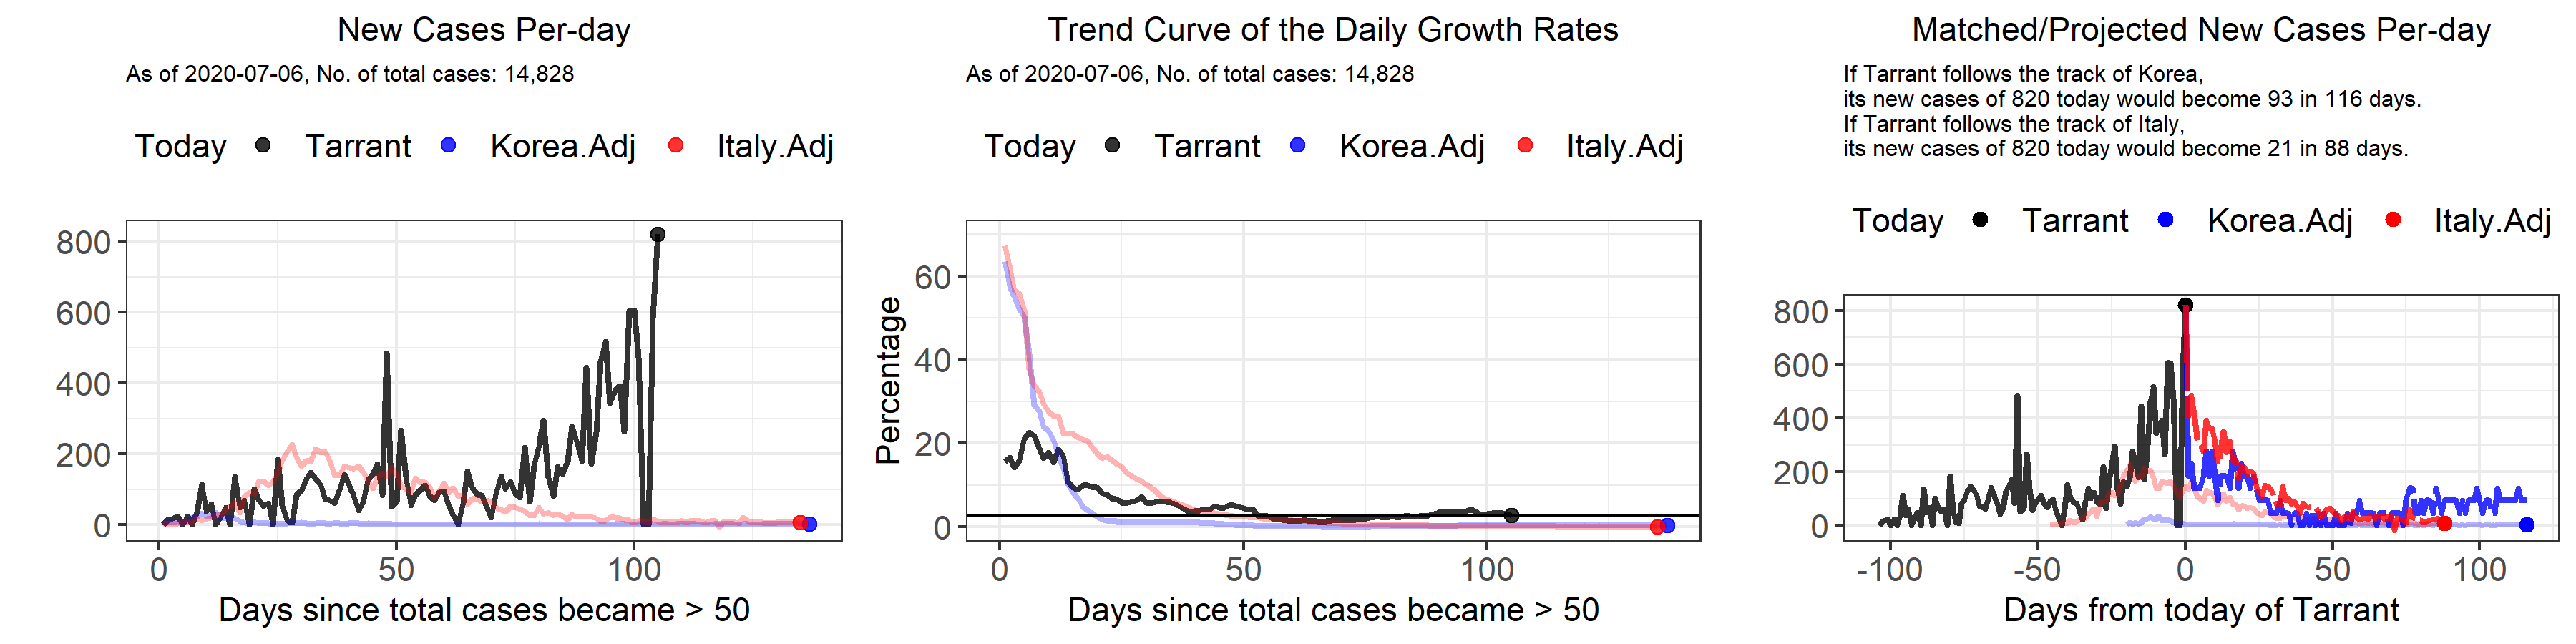 New Cases Per-day
As of 2020-07-06, No. of total cases: 14,828
Today Tarrant Korea.Adj Italy.Adj
800
600
400
200
0
0 50 100
Days since total cases became > 50
Trend Curve of the Daily Growth Rates
As of 2020-07-06, No. of total cases: 14,828
Today Tarrant Korea.Adj Italy.Adj
Percentage
60
40
20
0
0 50 100
Days since total cases became > 50
Matched/Projected New Cases Per-day
If Tarrant follows the track of Korea,
its new cases of 820 today would become 93 in 116 days.
If Tarrant follows the track of Italy,
its new cases of 820 today would become 21 in 88 days.
Today Tarrant Korea.Adj Italy.Adj
800
600
400
200
0
-100 -50 0 50 100
Days from today of Tarrant